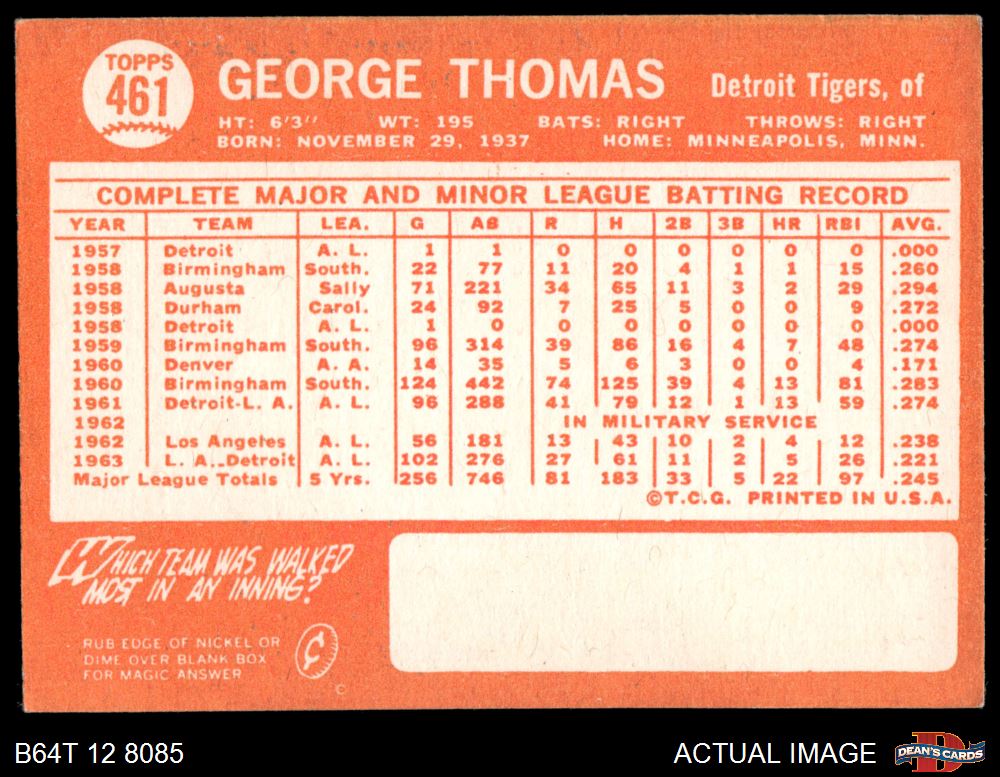 TOPPS
461
GEORGE THOMAS Detroit Tigers, of
HT: 6'3" WT: 195 BATS: RIGHT THROWS: RIGHT
BORN: NOVEMBER 29, 1937 HOME: MINNEAPOLIS, MINN.
COMPLETE MAJOR AND MINOR LEAGUE BATTING RECORD
YEAR TEAM LEA. G AB R H 2B 3B HR RBI AVG.
1957 Detroit A. L. 1 1 0 0 0 0 0 0 .000
1958 Birmingham South. 22 77 11 20 4 1 1 15 .260
1958 Augusta Sally 71 221 34 65 11 3 2 29 .294
1958 Durham Carol. 24 92 7 25 5 0 0 9 .272
1958 Detroit A. L. 1 0 0 0 0 0 0 0 .000
1959 Birmingham South. 96 314 39 86 16 4 7 48 .274
1960 Denver A. A. 14 35 5 6 3 0 0 4 .171
1960 Birmingham South. 124 442 74 125 39 4 13 81 .283
1961 Detroit-L. A. A. L. 96 288 41 79 12 1 13 59 .274
1962 IN MILITARY SERVICE
1962 Los Angeles A. L. 56 181 13 43 10 2 4 12 .238
1963 L. A.-Detroit A. L. 102 276 27 61 11 2 5 26 .221
Major League Totals 5 Yrs. 256 746 81 183 33 5 22 97 .245
©T.C.G. PRINTED IN U.S.A.
WHICH TEAM WAS WALKED
MOST IN AN INNING?
RUB EDGE OF NICKEL OR
DIME OVER BLANK BOX
FOR MAGIC ANSWER
¢
C
B64T 12 8085 ACTUAL IMAGE DEAN'S CARDS